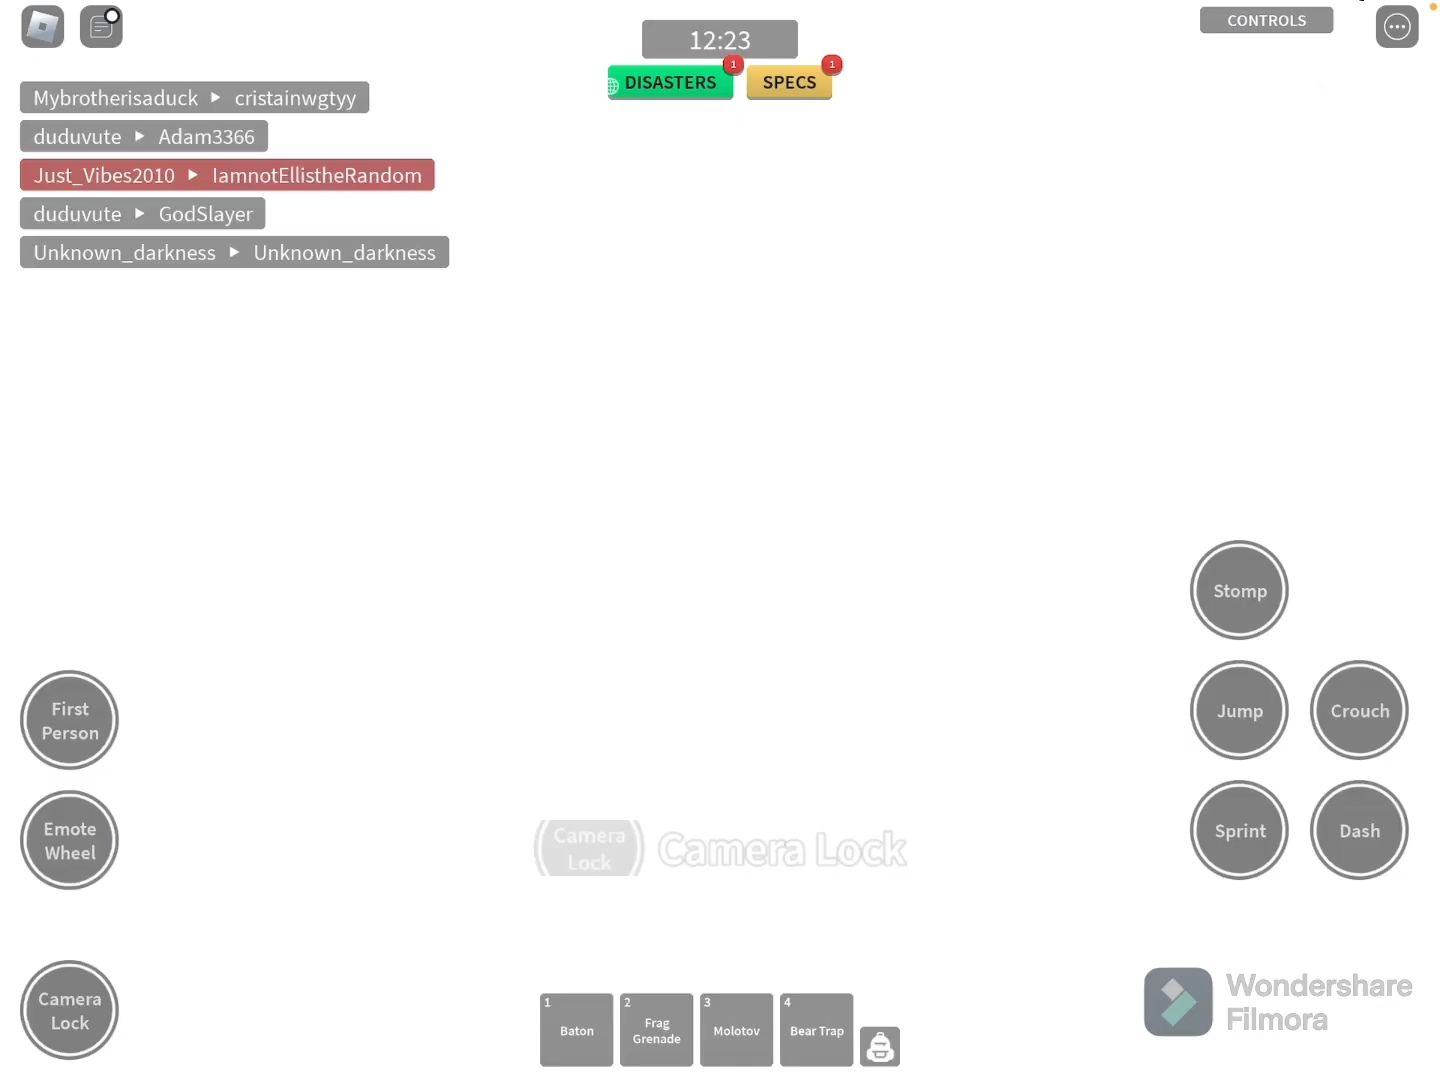 12:23
CONTROLS
DISASTERS 1 SPECS 1
Mybrotherisaduck ▶ cristainwgtyy
duduvute ▶ Adam3366
Just_Vibes2010 ▶ IamnotEllistheRandom
duduvute ▶ GodSlayer
Unknown_darkness ▶ Unknown_darkness
Stomp
First
Person
Jump
Crouch
Emote
Wheel
Camera
Lock
Camera Lock
Sprint
Dash
Camera
Lock
1
Baton
2
Frag
Grenade
3
Molotov
4
Bear Trap
Wondershare
Filmora